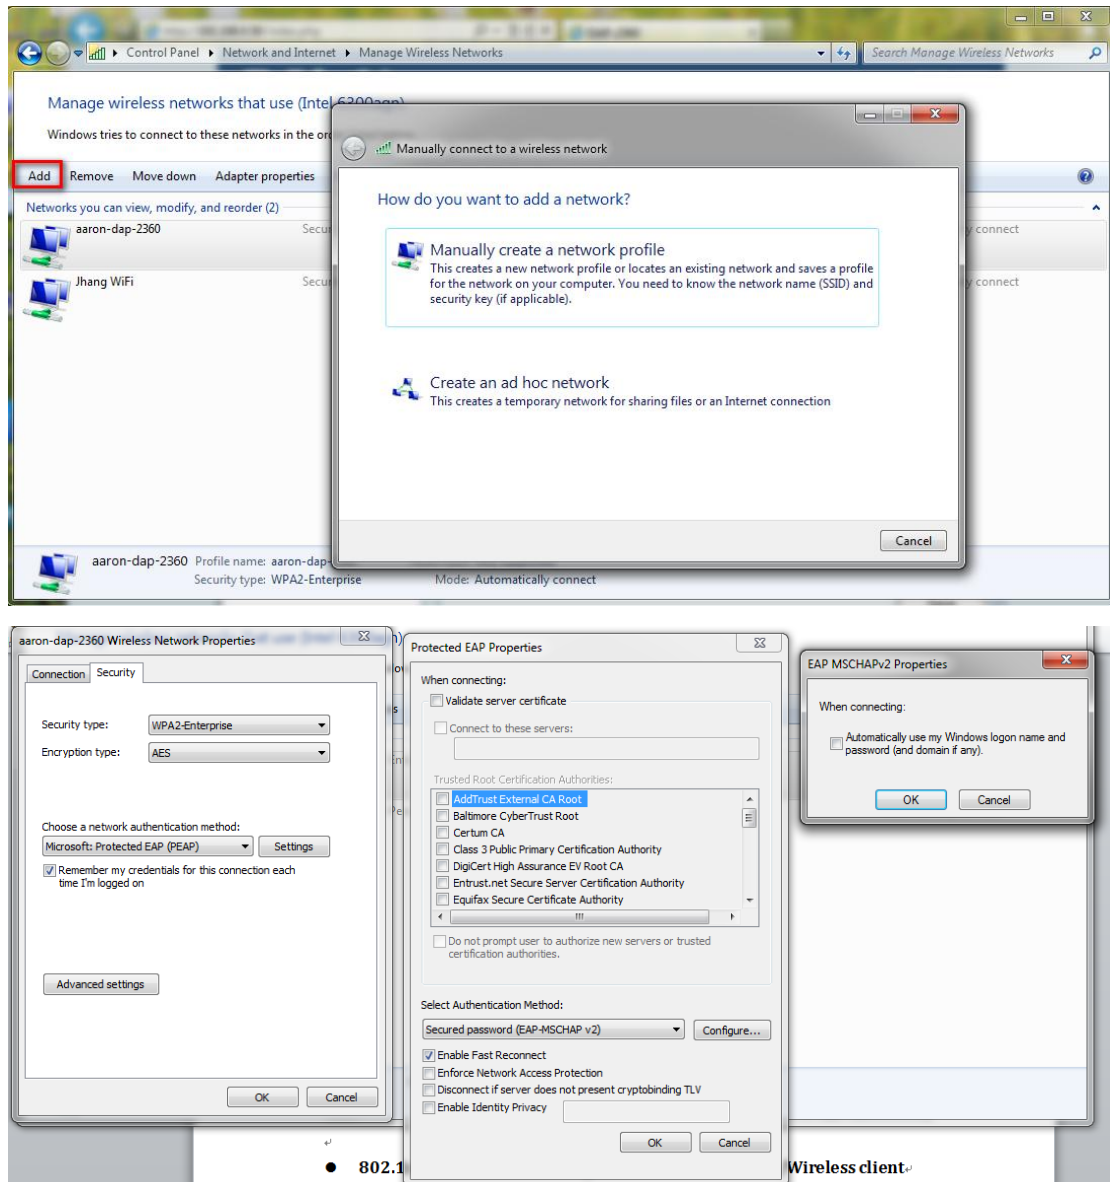 Control Panel ▸ Network and Internet ▸ Manage Wireless Networks
Search Manage Wireless Networks
Manage wireless networks that use (Intel 6300agn)
Windows tries to connect to these networks in the
Add Remove Move down Adapter properties
Networks you can view, modify, and reorder (2)
aaron-dap-2360 Secur y connect
Jhang WiFi Secur y connect
Manually connect to a wireless network
How do you want to add a network?
Manually create a network profile
This creates a new network profile or locates an existing network and saves a profile
for the network on your computer. You need to know the network name (SSID) and
security key (if applicable).
Create an ad hoc network
This creates a temporary network for sharing files or an Internet connection
Cancel
aaron-dap-2360 Profile name: aaron-dap-
Security type: WPA2-Enterprise Mode: Automatically connect
aaron-dap-2360 Wireless Network Properties
Connection Security
Security type: WPA2-Enterprise
Encryption type: AES
Choose a network authentication method:
Microsoft: Protected EAP (PEAP) Settings
Remember my credentials for this connection each
time I'm logged on
Advanced settings
OK Cancel
Protected EAP Properties
When connecting:
Validate server certificate
Connect to these servers:
Trusted Root Certification Authorities:
AddTrust External CA Root
Baltimore CyberTrust Root
Certum CA
Class 3 Public Primary Certification Authority
DigiCert High Assurance EV Root CA
Entrust.net Secure Server Certification Authority
Equifax Secure Certificate Authority
Do not prompt user to authorize new servers or trusted
certification authorities.
Select Authentication Method:
Secured password (EAP-MSCHAP v2) Configure...
Enable Fast Reconnect
Enforce Network Access Protection
Disconnect if server does not present cryptobinding TLV
Enable Identity Privacy
OK Cancel
EAP MSCHAPv2 Properties
When connecting:
Automatically use my Windows logon name and
password (and domain if any).
OK Cancel
● 802.1 Wireless client